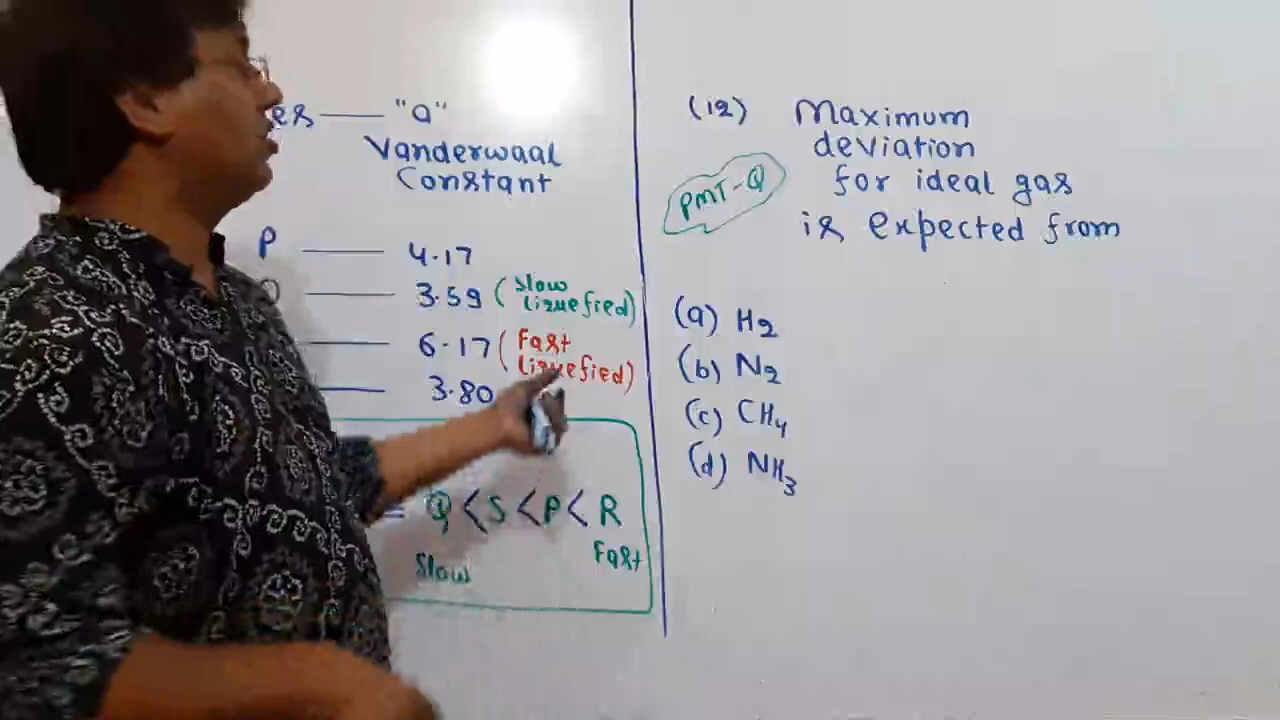 es — "a"
Vanderwaal
Constant
P — 4.17
Q — 3.59 (Slow liquefied)
— 6.17 (Fast liquefied)
— 3.80
= Q < S < P < R
Slow Fast
(12) Maximum
deviation
for ideal gas
is expected from
PMT-Q
(a) H2
(b) N2
(c) CH4
(d) NH3